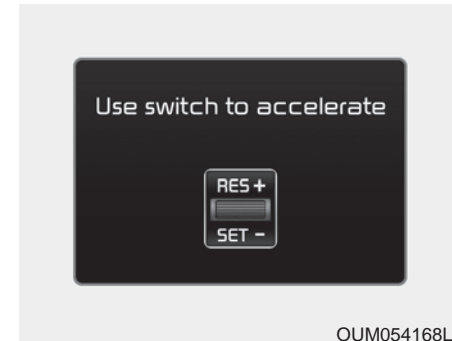 Use switch to accelerate
RES +
SET -
OUM054168L